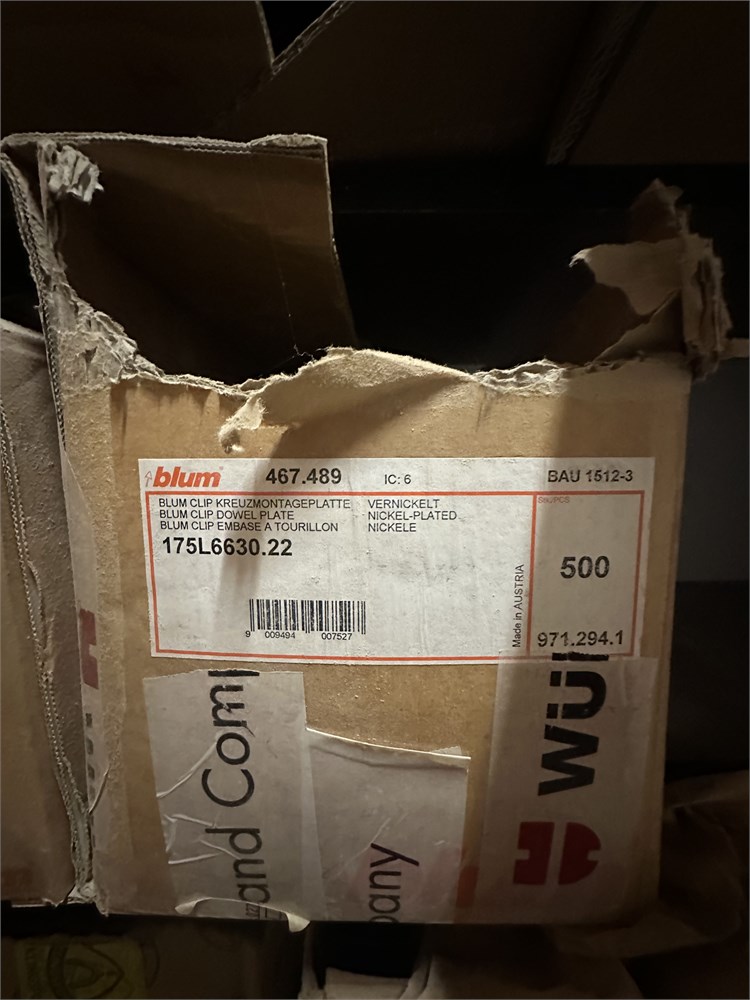 blum 467.489 IC: 6 BAU 1512-3
BLUM CLIP KREUZMONTAGEPLATTE VERNICKELT
BLUM CLIP DOWEL PLATE NICKEL-PLATED
BLUM CLIP EMBASE A TOURILLON NICKELE
175L6630.22
500
Made in AUSTRIA
9 009494 007527
971.294.1
and Comp
pany
WÜ